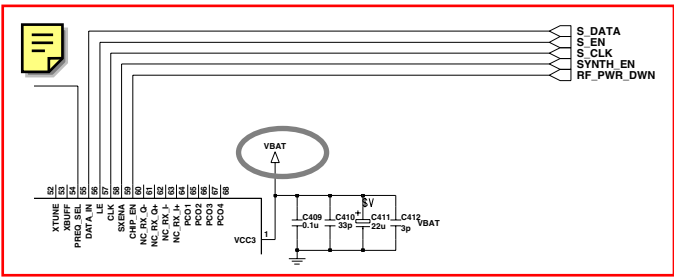 S_DATA
S_EN
S_CLK
SYNTH_EN
RF_PWR_DWN
VBAT
52
53
54
55
56
57
58
59
60
61
62
63
64
65
66
67
68
XTUNE
XBUFF
PREQ_SEL
DATA_IN
LE
CLK
SXENA
CHIP_EN
NC_RX_Q-
NC_RX_Q+
NC_RX_I-
NC_RX_I+
PCO1
PCO2
PCO3
PCO4
VCC3
1
C409
0.1u
C410
33p
+
$V
C411
22u
C412
3p
VBAT